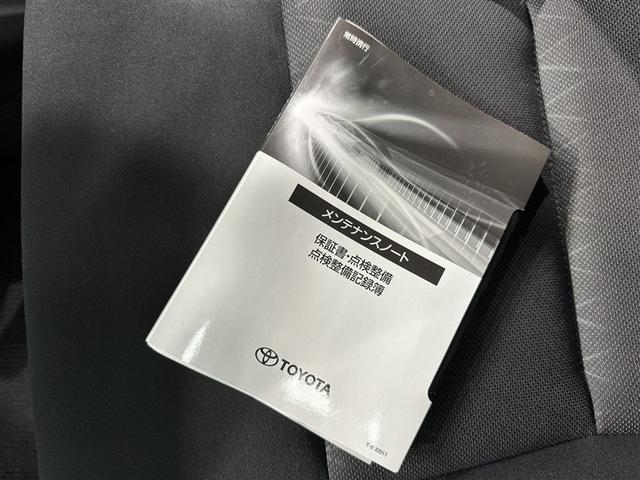 常時携行
メンテナンスノート
保証書・点検整備
点検整備記録簿
TOYOTA